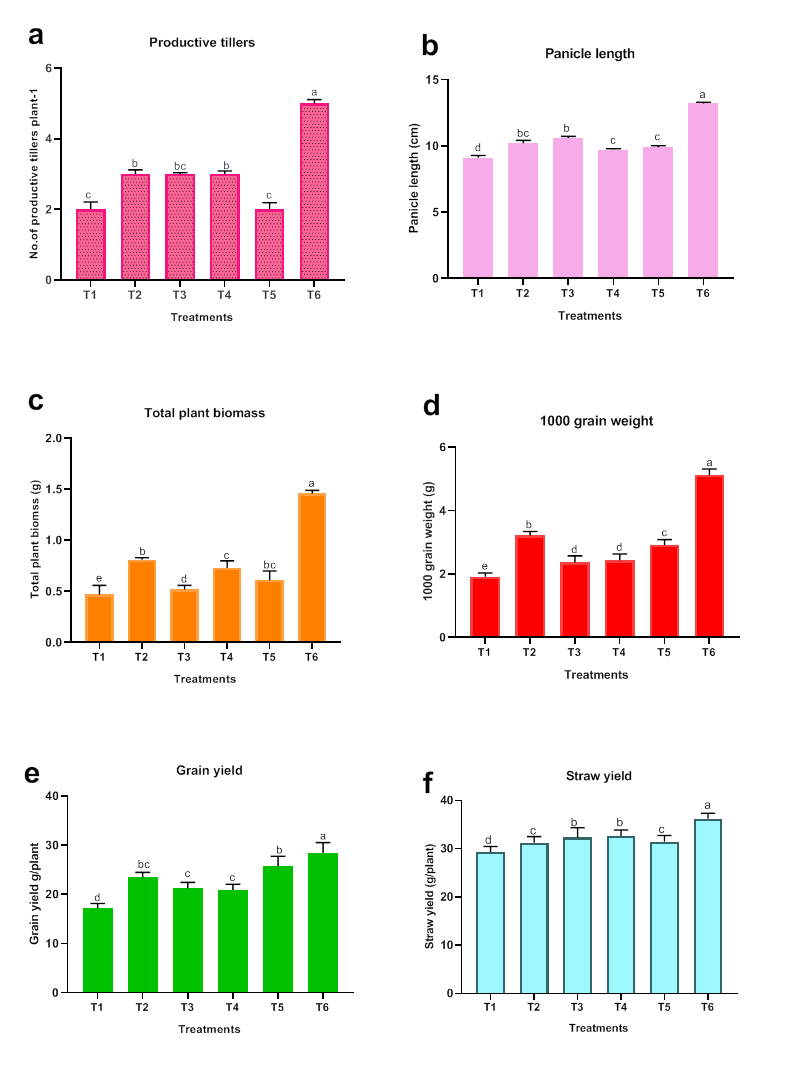 a
Productive tillers
No.of productive tillers plant-1
6
4
2
0
c
b
bc
b
c
a
T1 T2 T3 T4 T5 T6
Treatments
b
Panicle length
Panicle length (cm)
15
10
5
0
d
bc
b
c
c
a
T1 T2 T3 T4 T5 T6
Treatments
c
Total plant biomass
Total plant biomss (g)
2.0
1.5
1.0
0.5
0.0
e
b
d
c
bc
a
T1 T2 T3 T4 T5 T6
Treatments
d
1000 grain weight
1000 grain weight (g)
6
4
2
0
e
b
d
d
c
a
T1 T2 T3 T4 T5 T6
Treatments
e
Grain yield
Grain yield g/plant
40
30
20
10
0
d
bc
c
c
b
a
T1 T2 T3 T4 T5 T6
Treatments
f
Straw yield
Straw yield (g/plant)
40
30
20
10
0
d
c
b
b
c
a
T1 T2 T3 T4 T5 T6
Treatments